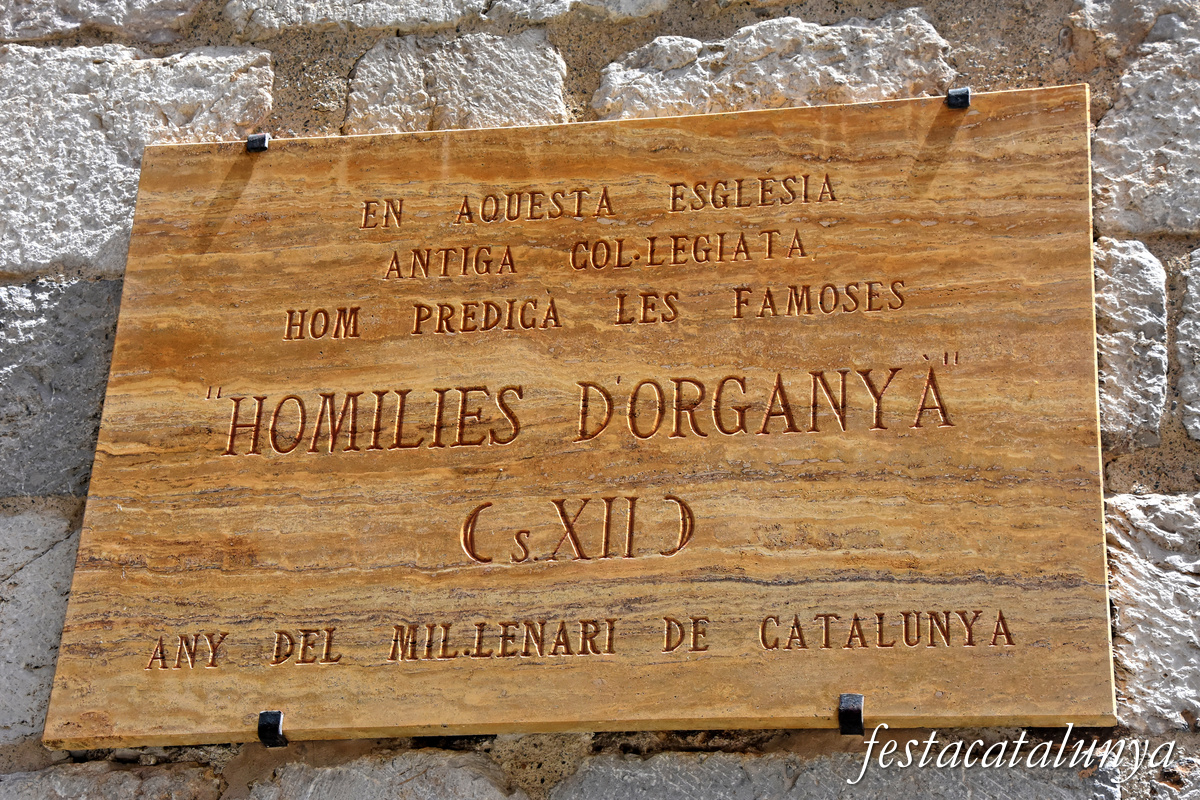 EN AQUESTA ESGLÉSIA
ANTIGA COL·LEGIATA,
HOM PREDICÀ LES FAMOSES
"HOMILIES D'ORGANYÀ"
(s.XII)
ANY DEL MIL.LENARI DE CATALUNYA
festacatalunya